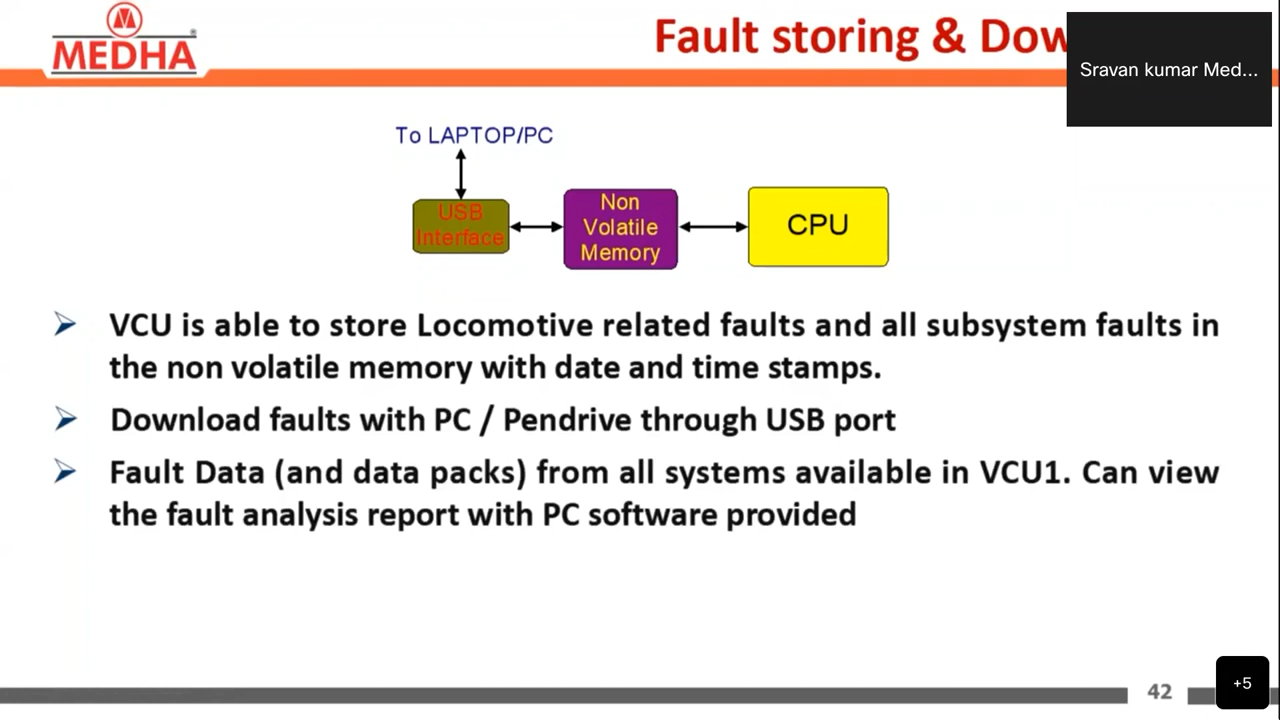 MEDHA
Fault storing & Dow
Sravan kumar Med...
To LAPTOP/PC
USB
Interface
Non
Volatile
Memory
CPU
VCU is able to store Locomotive related faults and all subsystem faults in
the non volatile memory with date and time stamps.
Download faults with PC / Pendrive through USB port
Fault Data (and data packs) from all systems available in VCU1. Can view
the fault analysis report with PC software provided
42
+5